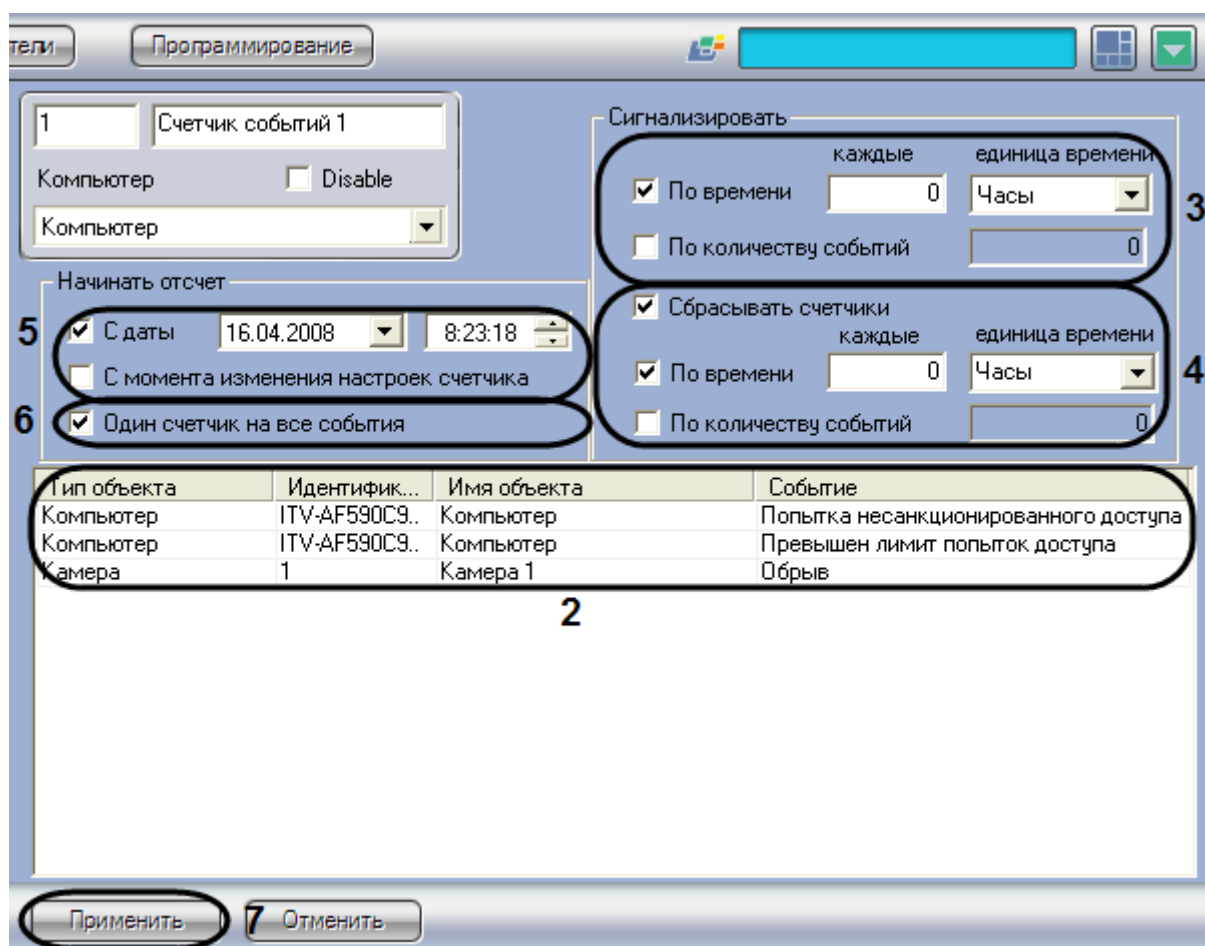 тели
Программирование
1
Счетчик событий 1
Компьютер
Disable
Компьютер
Начинать отсчет
5
С даты
16.04.2008
8:23:18
С момента изменения настроек счетчика
6
Один счетчик на все события
Сигнализировать
каждые
единица времени
По времени
0
Часы
3
По количеству событий
0
Сбрасывать счетчики
каждые
единица времени
По времени
0
Часы
4
По количеству событий
0
Тип объекта Идентифик... Имя объекта Событие
Компьютер ITV-AF590C9.. Компьютер Попытка несанкционированного доступа
Компьютер ITV-AF590C9.. Компьютер Превышен лимит попыток доступа
Камера 1 Камера 1 Обрыв
2
Применить
7
Отменить